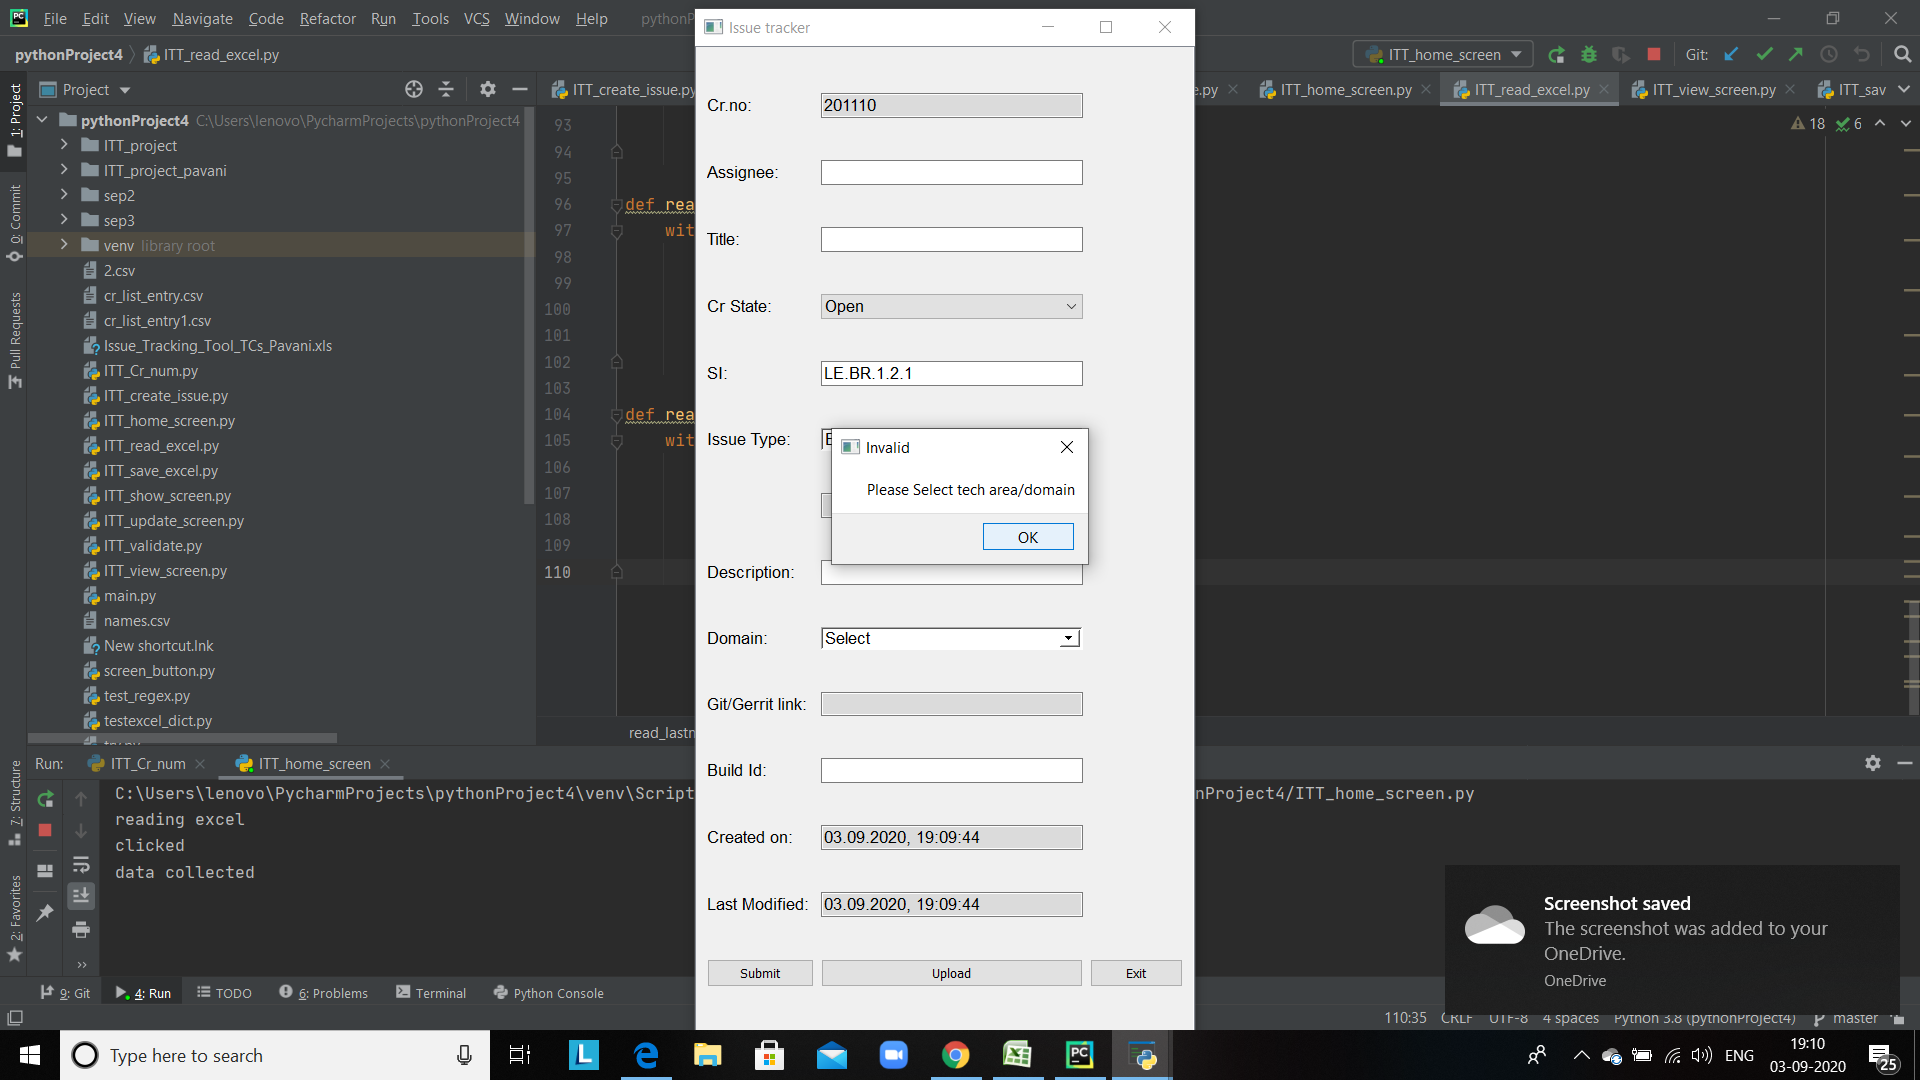 File Edit View Navigate Code Refactor Run Tools VCS Window Help pythonP
Issue tracker
pythonProject4 ITT_read_excel.py
ITT_home_screen
Git:
1: Project
0: Commit
Pull Requests
7: Structure
2: Favorites
Project
ITT_create_issue.py
e.py
ITT_home_screen.py
ITT_read_excel.py
ITT_view_screen.py
ITT_sav
18 6
pythonProject4 C:\Users\lenovo\PycharmProjects\pythonProject4
ITT_project
ITT_project_pavani
sep2
sep3
venv library root
2.csv
cr_list_entry.csv
cr_list_entry1.csv
Issue_Tracking_Tool_TCs_Pavani.xls
ITT_Cr_num.py
ITT_create_issue.py
ITT_home_screen.py
ITT_read_excel.py
ITT_save_excel.py
ITT_show_screen.py
ITT_update_screen.py
ITT_validate.py
ITT_view_screen.py
main.py
names.csv
New shortcut.lnk
screen_button.py
test_regex.py
testexcel_dict.py
93
94
95
96 def rea
97 wit
98
99
100
101
102
103
104 def rea
105 wit
106
107
108
109
110
read_lastn
Cr.no: 201110
Assignee:
Title:
Cr State: Open
SI: LE.BR.1.2.1
Issue Type:
Invalid
Please Select tech area/domain
OK
Description:
Domain: Select
Git/Gerrit link:
Build Id:
Created on: 03.09.2020, 19:09:44
Last Modified: 03.09.2020, 19:09:44
Submit Upload Exit
Run: ITT_Cr_num ITT_home_screen
C:\Users\lenovo\PycharmProjects\pythonProject4\venv\Script
nProject4/ITT_home_screen.py
reading excel
clicked
data collected
Screenshot saved
The screenshot was added to your
OneDrive.
OneDrive
9: Git 4: Run TODO 6: Problems Terminal Python Console
110:35 CRLF UTF-8 4 spaces Python 3.8 (pythonProject4) master
Type here to search
ENG
19:10
03-09-2020
25